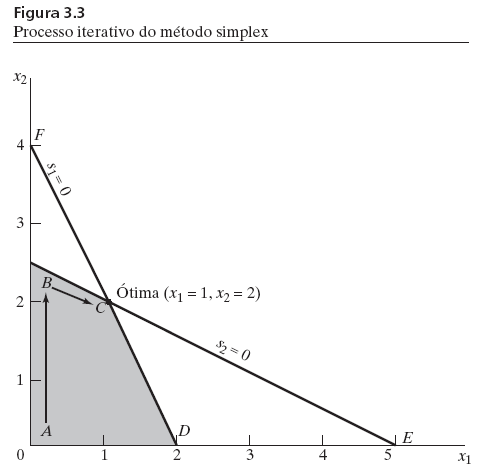 Figura 3.3
Processo iterativo do método simplex
x2
F
4
s1 = 0
3
B
Ótima (x1 = 1, x2 = 2)
2
C
s2 = 0
1
A
D
E
0
1
2
3
4
5
x1